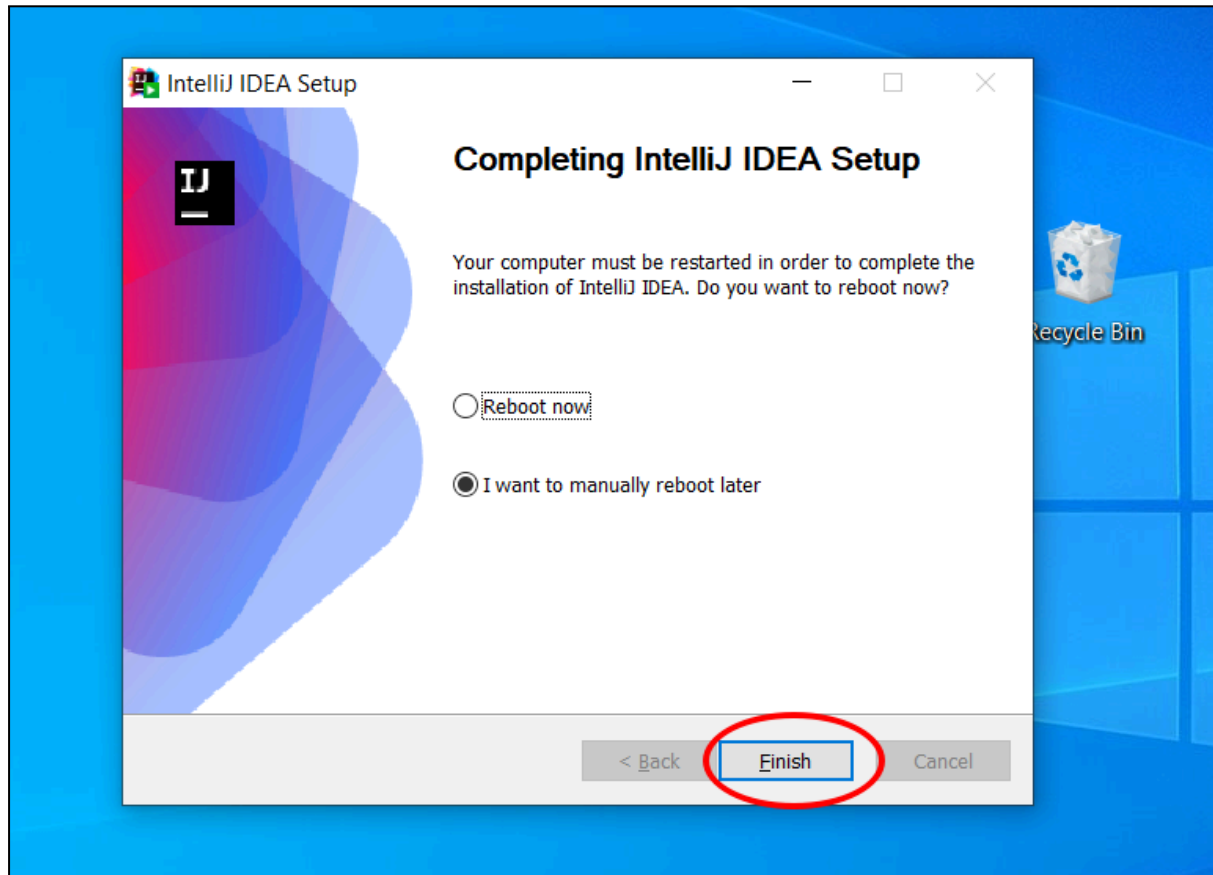 IntelliJ IDEA Setup
IJ
Completing IntelliJ IDEA Setup
Your computer must be restarted in order to complete the
installation of IntelliJ IDEA. Do you want to reboot now?
Recycle Bin
Reboot now
I want to manually reboot later
< Back
Finish
Cancel